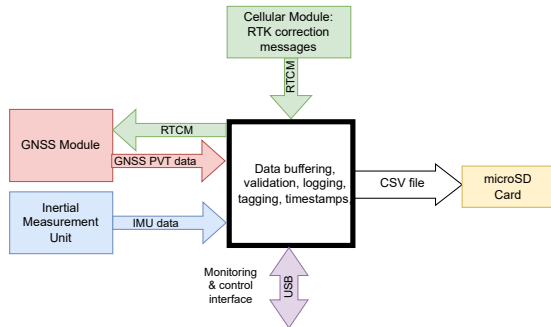 Cellular Module:
RTK correction
messages
RTCM
GNSS Module
RTCM
GNSS PVT data
Data buffering,
validation, logging,
tagging, timestamps,
CSV file
microSD
Card
Inertial
Measurement
Unit
IMU data
Monitoring
& control
interface
USB